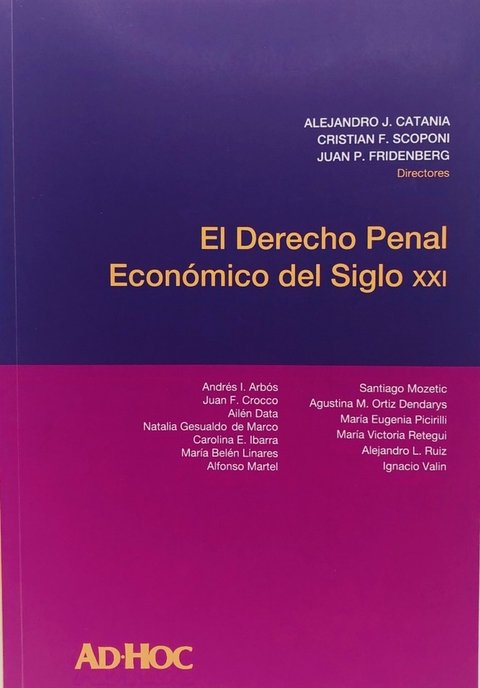 ALEJANDRO J. CATANIA
CRISTIAN F. SCOPONI
JUAN P. FRIDENBERG
Directores
El Derecho Penal
Económico del Siglo XXI
Andrés I. Arbós
Juan F. Crocco
Ailén Data
Natalia Gesualdo de Marco
Carolina E. Ibarra
María Belén Linares
Alfonso Martel
Santiago Mozetic
Agustina M. Ortiz Dendarys
María Eugenia Picirilli
María Victoria Retegui
Alejandro L. Ruiz
Ignacio Valin
AD·HOC